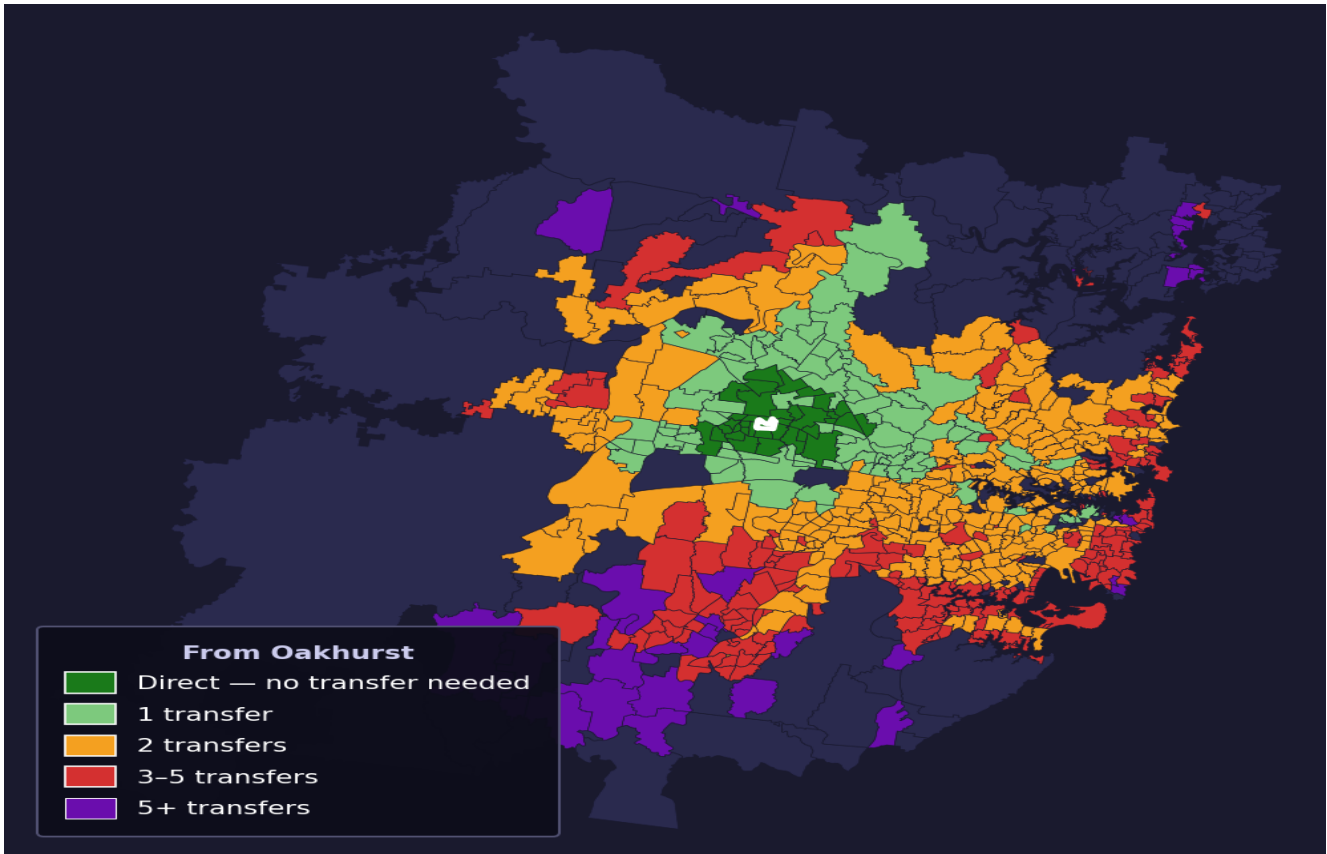 From Oakhurst
Direct — no transfer needed
1 transfer
2 transfers
3–5 transfers
5+ transfers